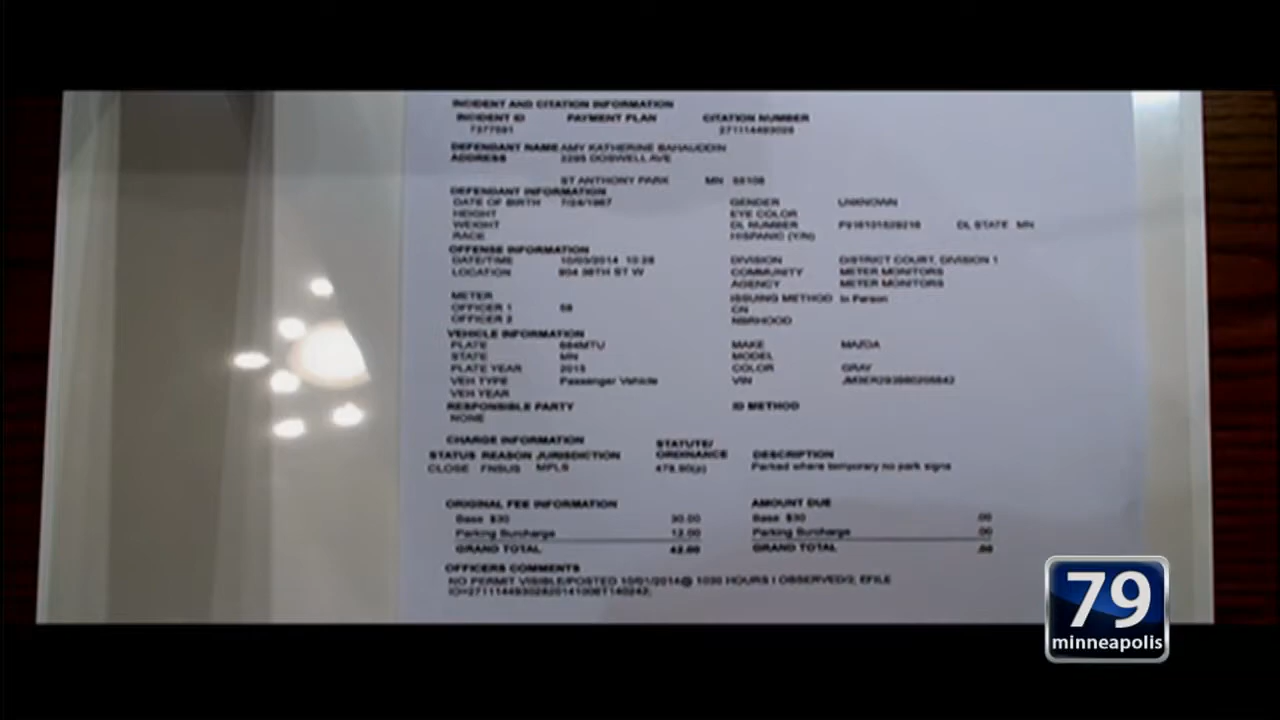 INCIDENT AND CITATION INFORMATION
INCIDENT ID PAYMENT PLAN CITATION NUMBER
DEFENDANT NAME AMY KATHERINE BAHAUDDIN
ADDRESS 2295 DOSWELL AVE
ST ANTHONY PARK MN 55108
DEFENDANT INFORMATION
DATE OF BIRTH GENDER UNKNOWN
HEIGHT EYE COLOR
WEIGHT DL NUMBER DL STATE MN
RACE HISPANIC (Y/N)
OFFENSE INFORMATION
DATE/TIME 10/03/2014 10:28 DIVISION DISTRICT COURT, DIVISION 1
LOCATION ST W COMMUNITY METER MONITORS
AGENCY METER MONITORS
METER ISSUING METHOD In Person
OFFICER 1 CN
OFFICER 2 NBRHOOD
VEHICLE INFORMATION
PLATE MAKE MAZDA
STATE MN MODEL
PLATE YEAR 2015 COLOR GRAY
VEH TYPE Passenger Vehicle VIN
VEH YEAR
RESPONSIBLE PARTY ID METHOD
NONE
CHARGE INFORMATION STATUTE/
STATUS REASON JURISDICTION ORDINANCE DESCRIPTION
CLOSE FNSUS MPLS 478.90(p) Parked where temporary no park signs
ORIGINAL FEE INFORMATION AMOUNT DUE
Base $30 30.00 Base $30 .00
Parking Surcharge 12.00 Parking Surcharge .00
GRAND TOTAL 42.00 GRAND TOTAL .00
OFFICERS COMMENTS
NO PERMIT VISIBLE/POSTED 10/01/2014@ 1030 HOURS I OBSERVED/2, EFILE
79
minneapolis